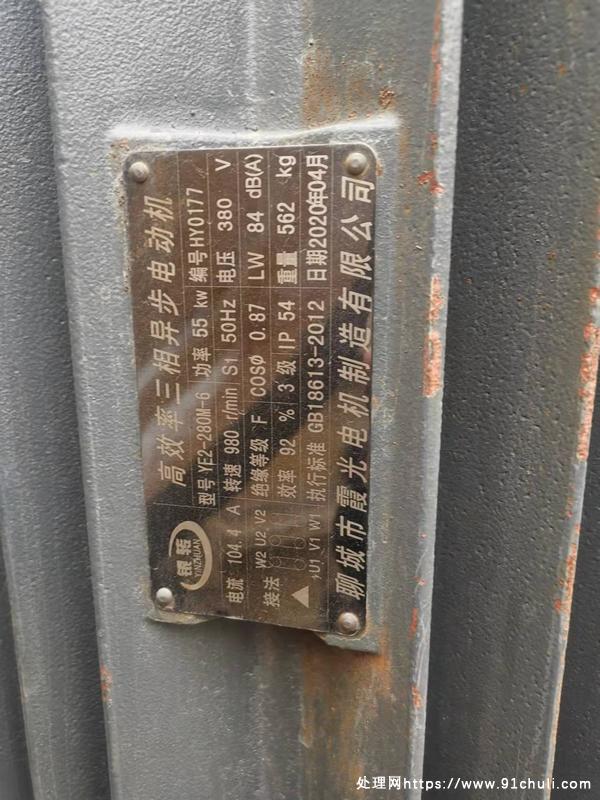 高效率三相异步电动机
银转
YINZHUAN
型号 YE2-280M-6 功率 55 kw 编号 HY0177
电流 104.4 A 转速 980 r/min S1 50Hz 电压 380 V
接法 W2 U2 V2 绝缘等级 F COSØ 0.87 LW 84 dB(A)
效率 92 % 3 级 IP 54 重量 562 kg
U1 V1 W1 执行标准 GB18613-2012 日期2020年04月
聊城市霞光电机制造有限公司
处理网https://www.91chuli.com